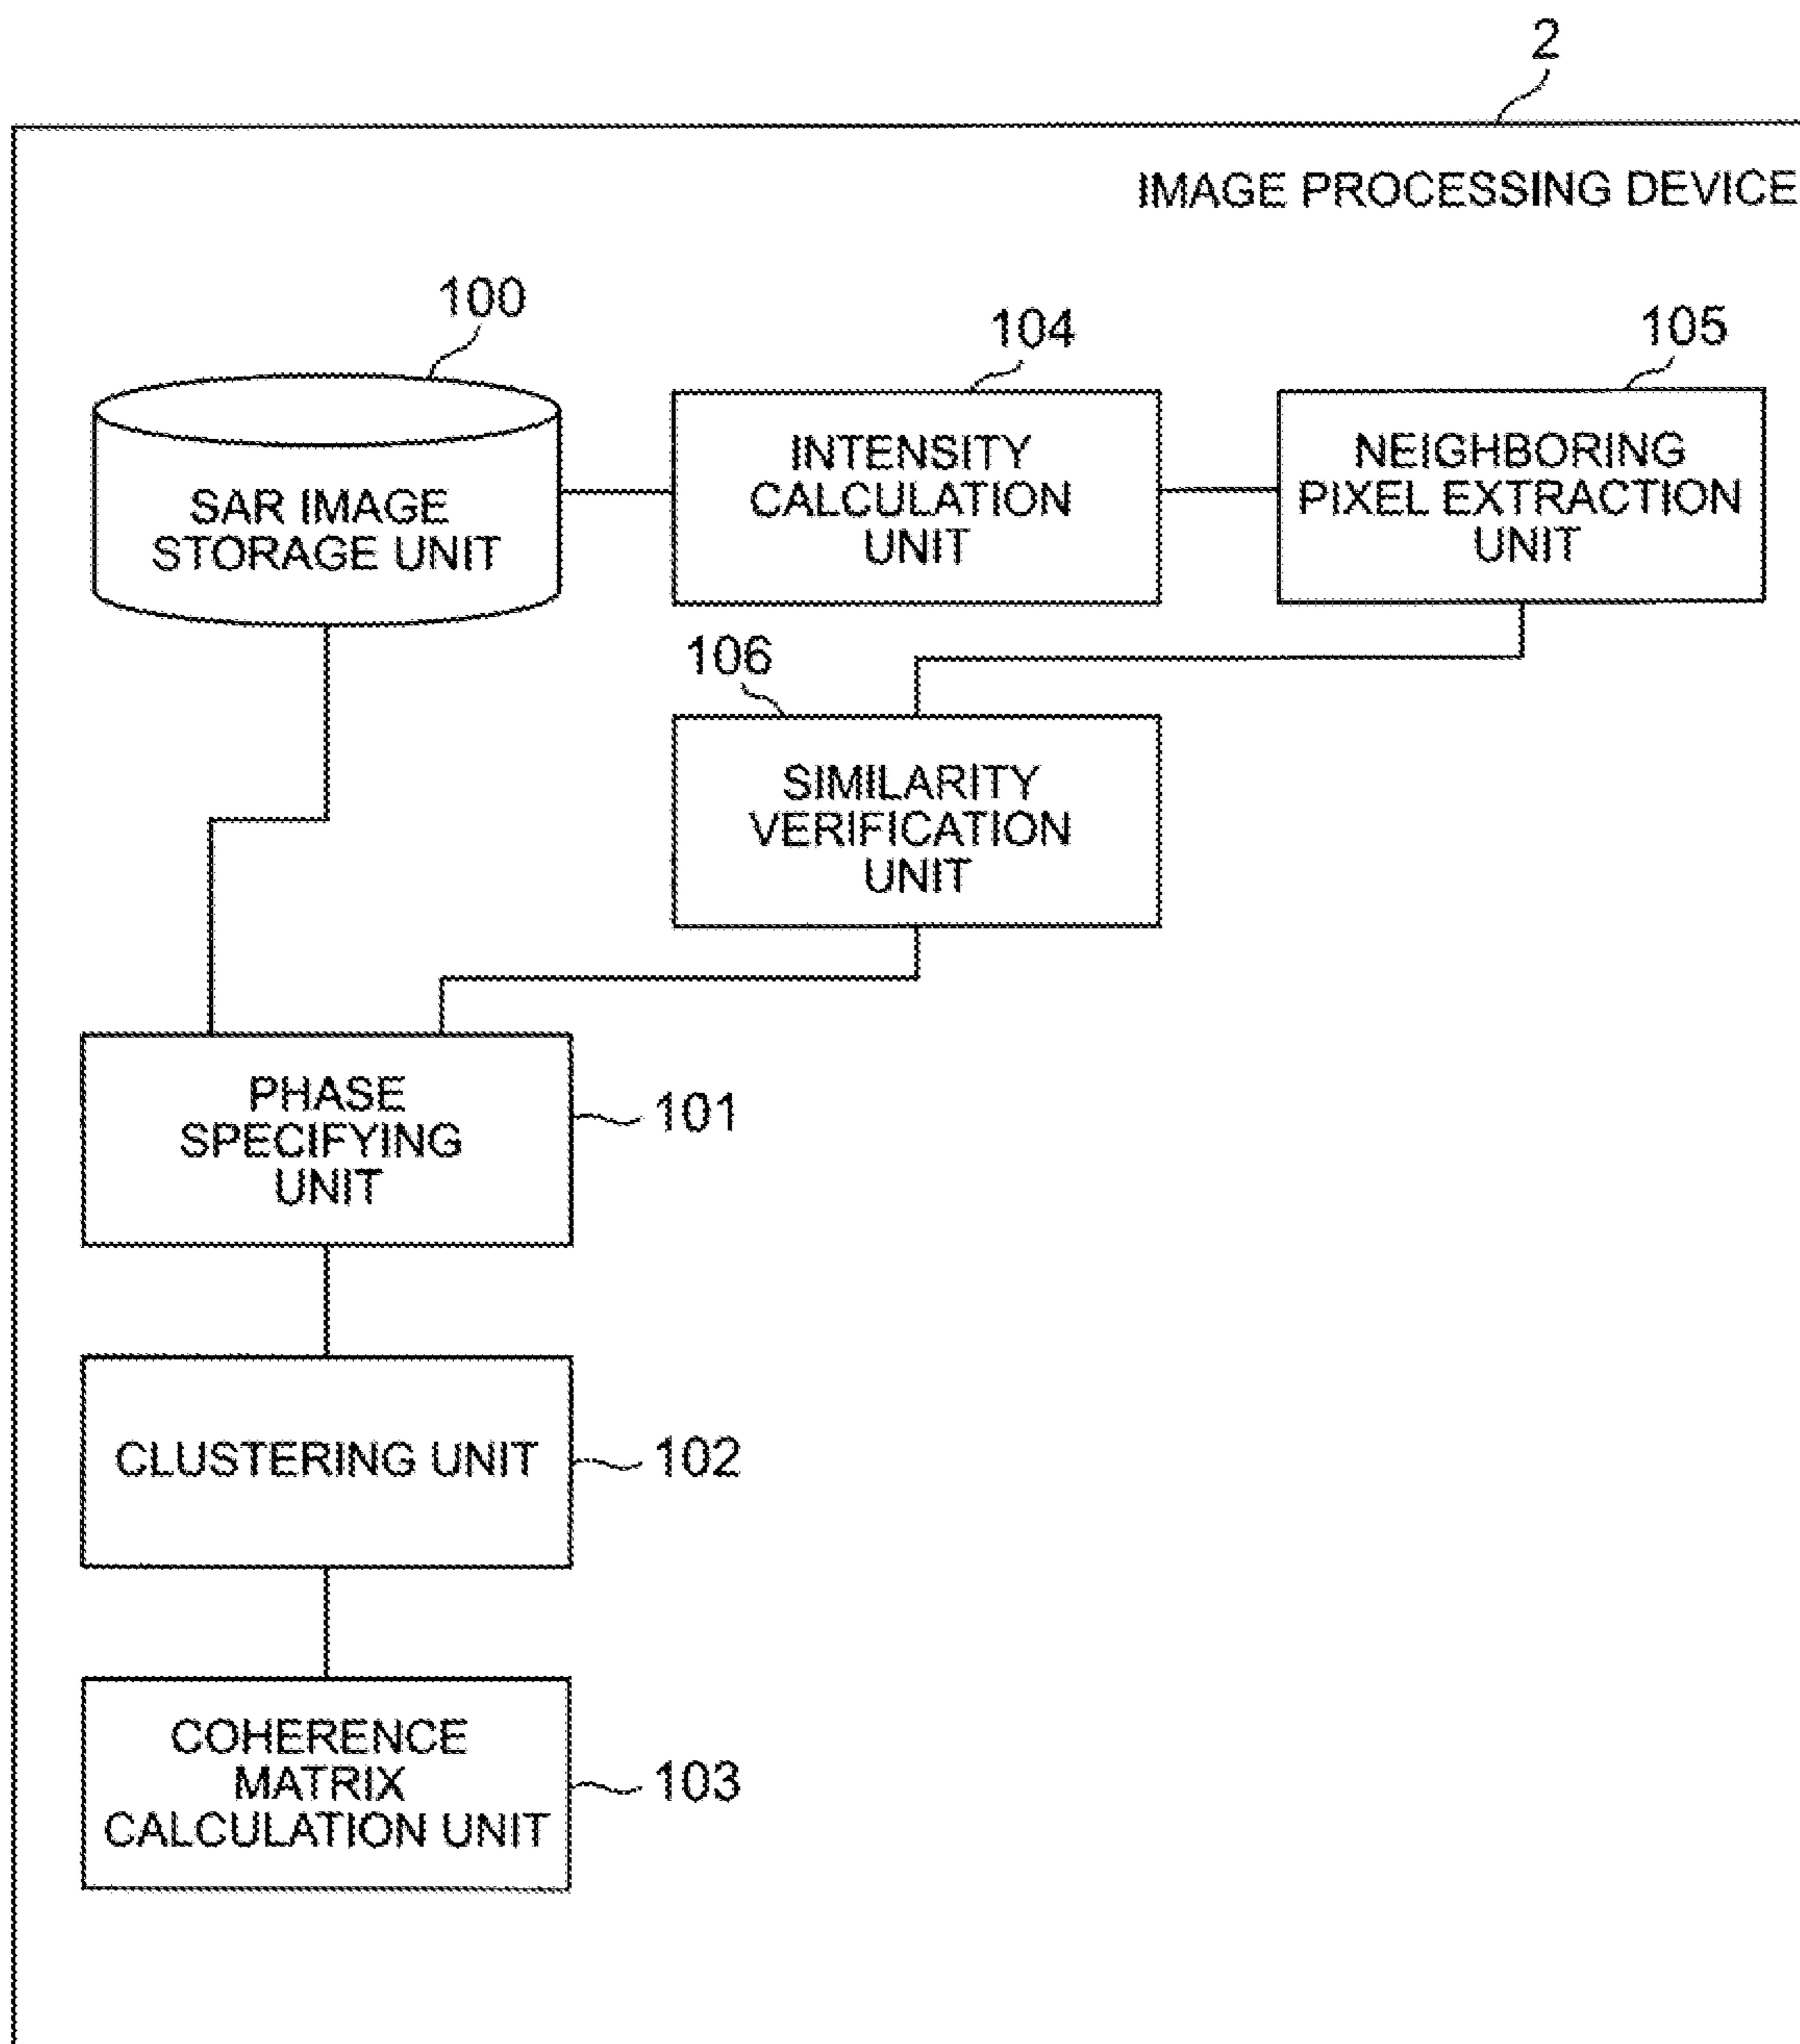 2
IMAGE PROCESSING DEVICE
100
104
105
SAR IMAGE
STORAGE UNIT
INTENSITY
CALCULATION
UNIT
NEIGHBORING
PIXEL EXTRACTION
UNIT
106
SIMILARITY
VERIFICATION
UNIT
PHASE
SPECIFYING
UNIT
101
CLUSTERING UNIT
102
COHERENCE
MATRIX
CALCULATION UNIT
103